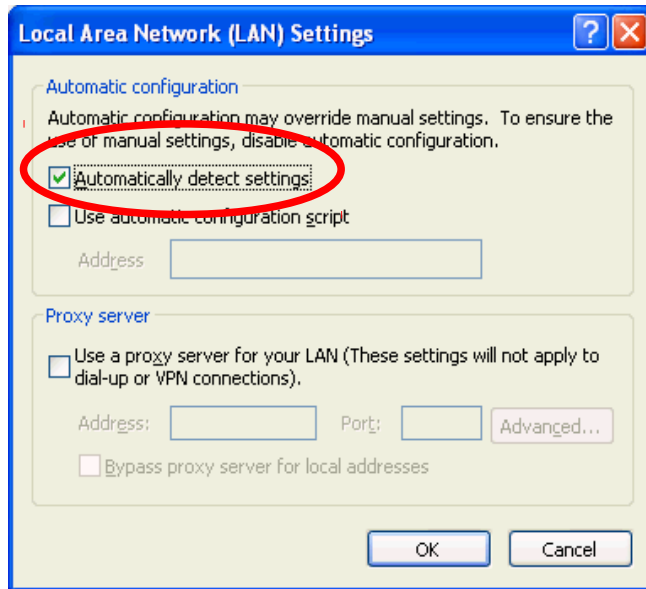 Local Area Network (LAN) Settings
?
Automatic configuration
Automatic configuration may override manual settings. To ensure the
use of manual settings, disable automatic configuration.
Automatically detect settings
Use automatic configuration script
Address
Proxy server
Use a proxy server for your LAN (These settings will not apply to
dial-up or VPN connections).
Address:
Port:
Advanced...
Bypass proxy server for local addresses
OK
Cancel